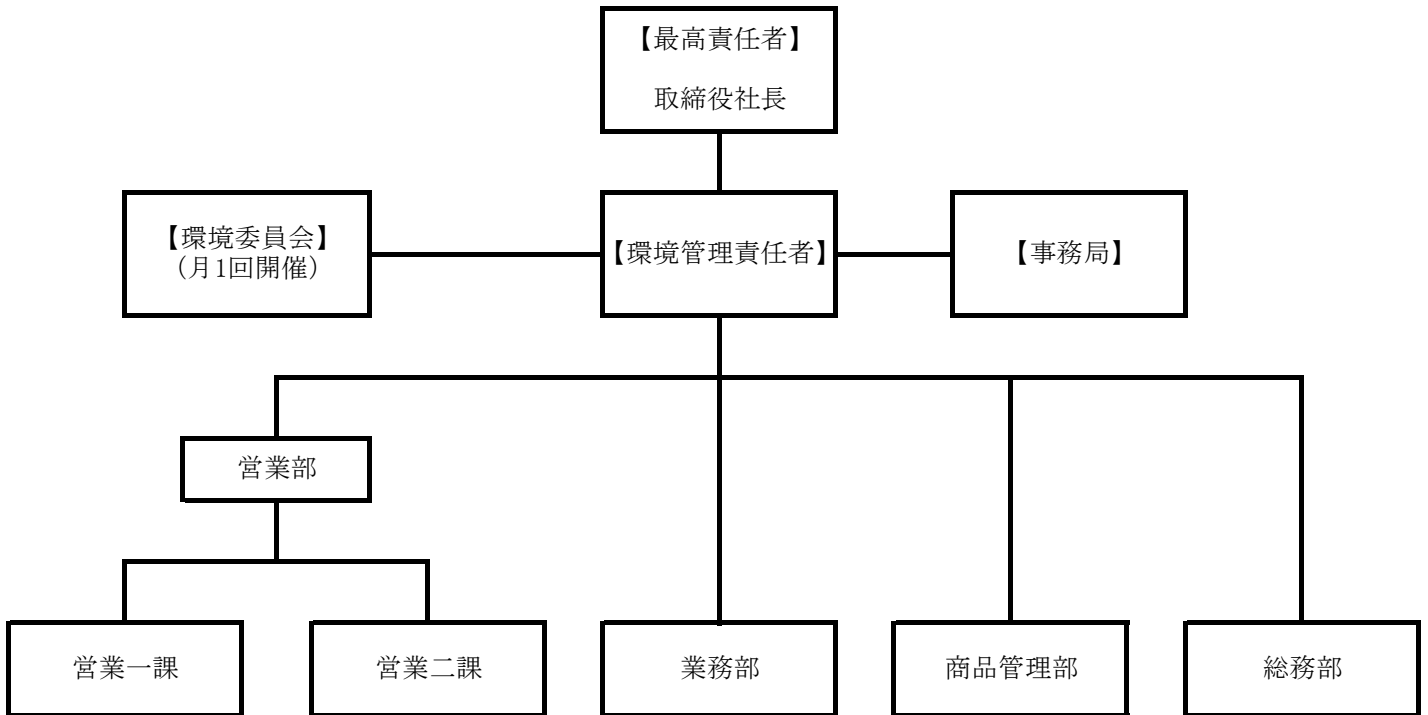 【最高責任者】
取締役社長
【環境委員会】
(月1回開催)
【環境管理責任者】
【事務局】
営業部
営業一課
営業二課
業務部
商品管理部
総務部